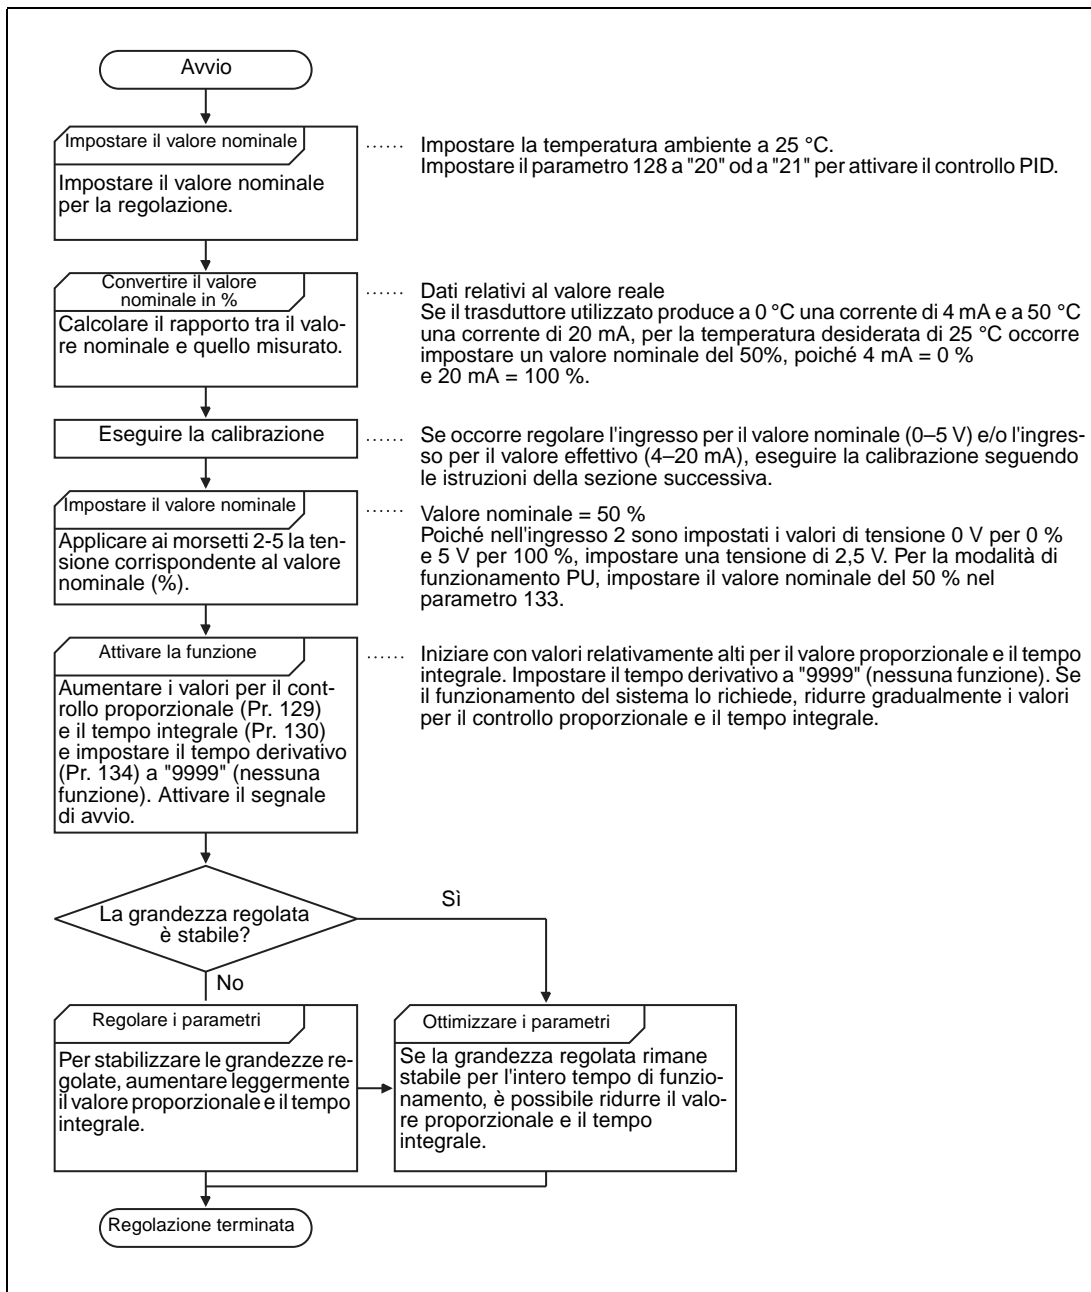 Avvio
Impostare il valore nominale
Impostare il valore nominale
per la regolazione.
...... Impostare la temperatura ambiente a 25 °C.
Impostare il parametro 128 a "20" od a "21" per attivare il controllo PID.
Convertire il valore
nominale in %
Calcolare il rapporto tra il valo-
re nominale e quello misurato.
...... Dati relativi al valore reale
Se il trasduttore utilizzato produce a 0 °C una corrente di 4 mA e a 50 °C
una corrente di 20 mA, per la temperatura desiderata di 25 °C occorre
impostare un valore nominale del 50%, poiché 4 mA = 0 %
e 20 mA = 100 %.
Eseguire la calibrazione
...... Se occorre regolare l'ingresso per il valore nominale (0–5 V) e/o l'ingres-
so per il valore effettivo (4–20 mA), eseguire la calibrazione seguendo
le istruzioni della sezione successiva.
Impostare il valore nominale
Applicare ai morsetti 2-5 la ten-
sione corrispondente al valore
nominale (%).
...... Valore nominale = 50 %
Poiché nell'ingresso 2 sono impostati i valori di tensione 0 V per 0 %
e 5 V per 100 %, impostare una tensione di 2,5 V. Per la modalità di
funzionamento PU, impostare il valore nominale del 50 % nel
parametro 133.
Attivare la funzione
Aumentare i valori per il con-
trollo proporzionale (Pr. 129)
e il tempo integrale (Pr. 130)
e impostare il tempo derivativo
(Pr. 134) a "9999" (nessuna
funzione). Attivare il segnale
di avvio.
...... Iniziare con valori relativamente alti per il valore proporzionale e il tempo
integrale. Impostare il tempo derivativo a "9999" (nessuna funzione). Se
il funzionamento del sistema lo richiede, ridurre gradualmente i valori
per il controllo proporzionale e il tempo integrale.
La grandezza regolata
è stabile?
Sì
No
Regolare i parametri
Per stabilizzare le grandezze re-
golate, aumentare leggermente
il valore proporzionale e il tempo
integrale.
Ottimizzare i parametri
Se la grandezza regolata rimane
stabile per l'intero tempo di funzio-
namento, è possibile ridurre il valo-
re proporzionale e il tempo
integrale.
Regolazione terminata